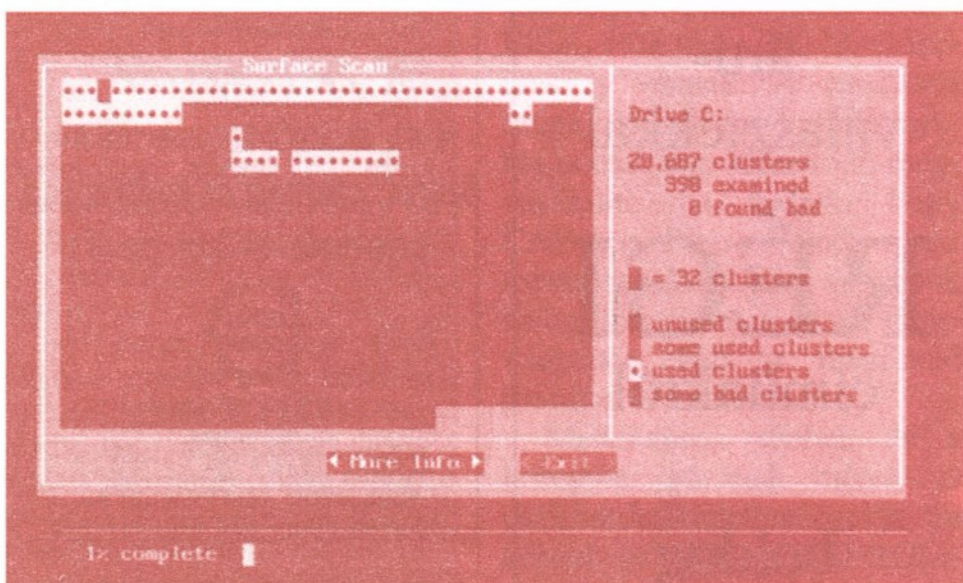 Surface Scan
Drive C:
20,607 clusters
398 examined
0 found bad
= 32 clusters
unused clusters
some used clusters
used clusters
some bad clusters
More Info
Exit
1% complete